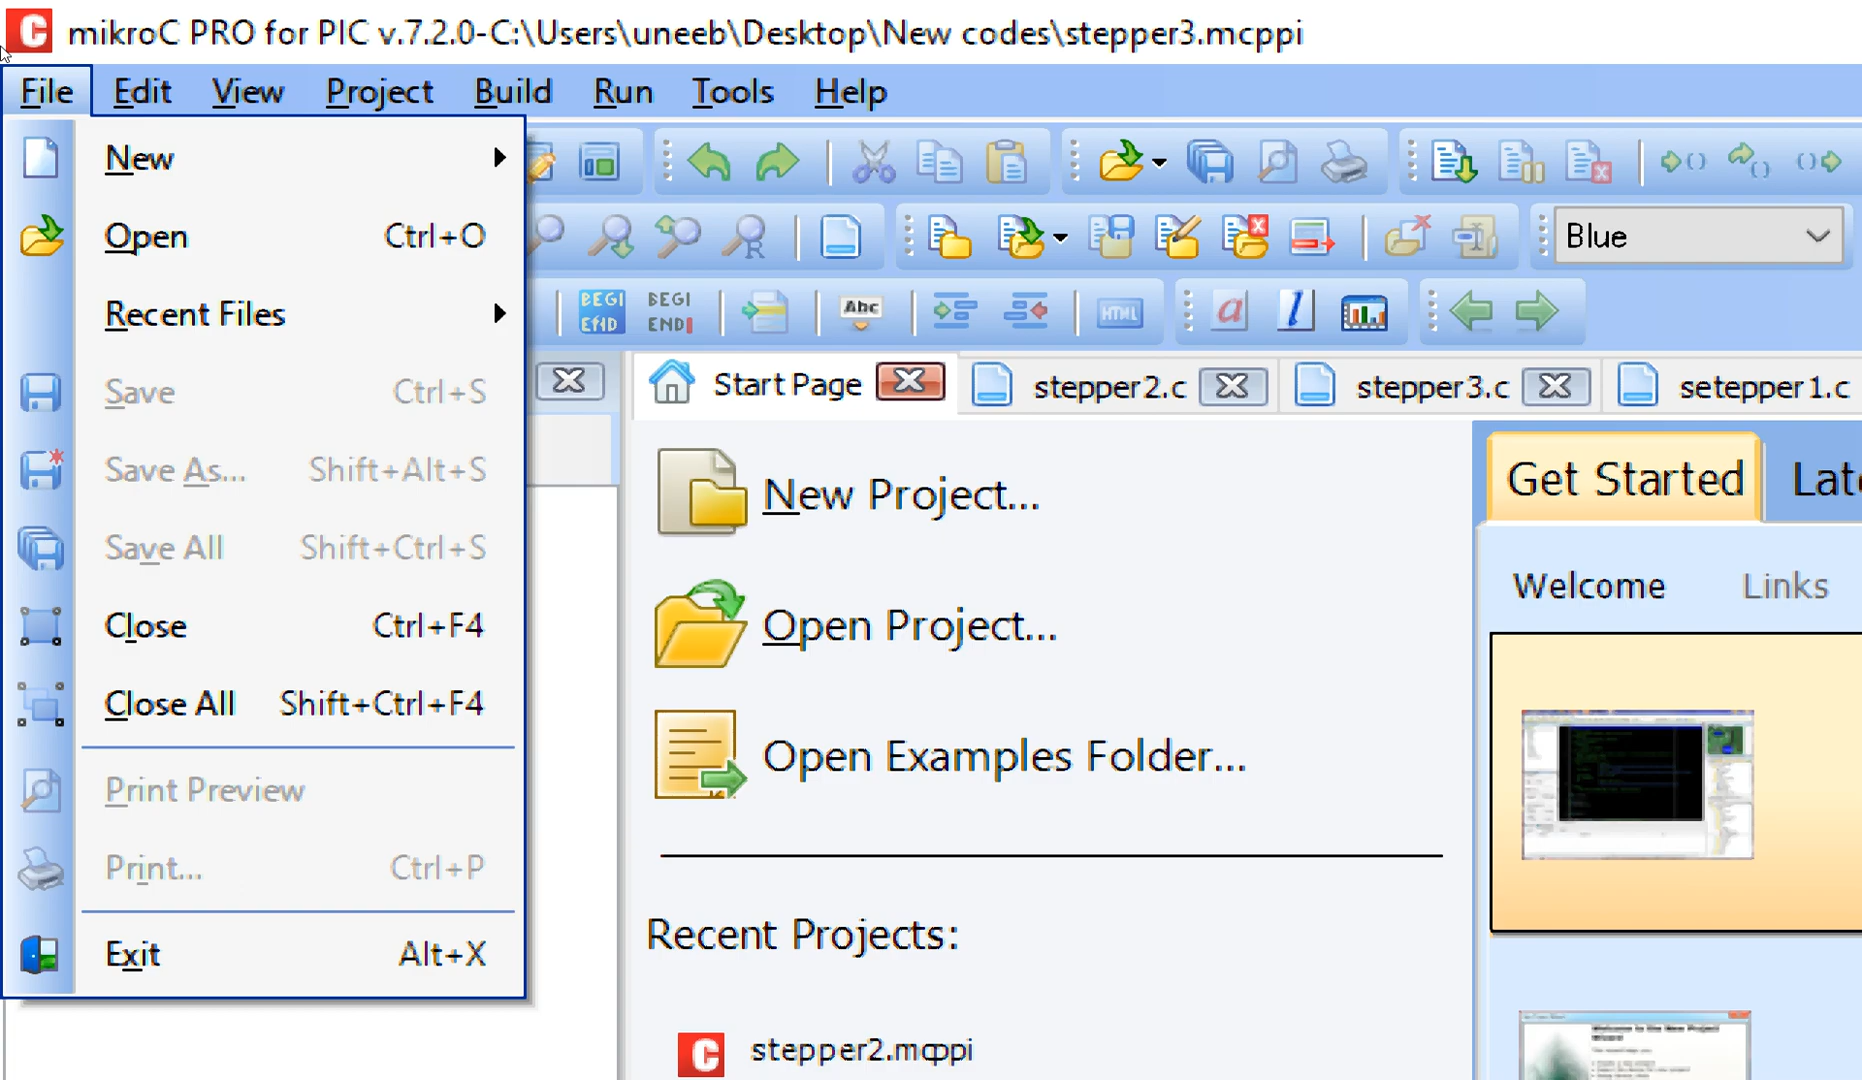 mikroC PRO for PIC v.7.2.0-C:\Users\uneeb\Desktop\New codes\stepper3.mcppi
File Edit View Project Build Run Tools Help
New
Open Ctrl+O
Recent Files
Save Ctrl+S
Save As... Shift+Alt+S
Save All Shift+Ctrl+S
Close Ctrl+F4
Close All Shift+Ctrl+F4
Print Preview
Print... Ctrl+P
Exit Alt+X
Blue
BEGI
END
BEGI
END
Abc
HTML
Start Page stepper2.c stepper3.c setepper1.c
New Project...
Open Project...
Open Examples Folder...
Recent Projects:
stepper2.mcppi
Get Started Late
Welcome Links